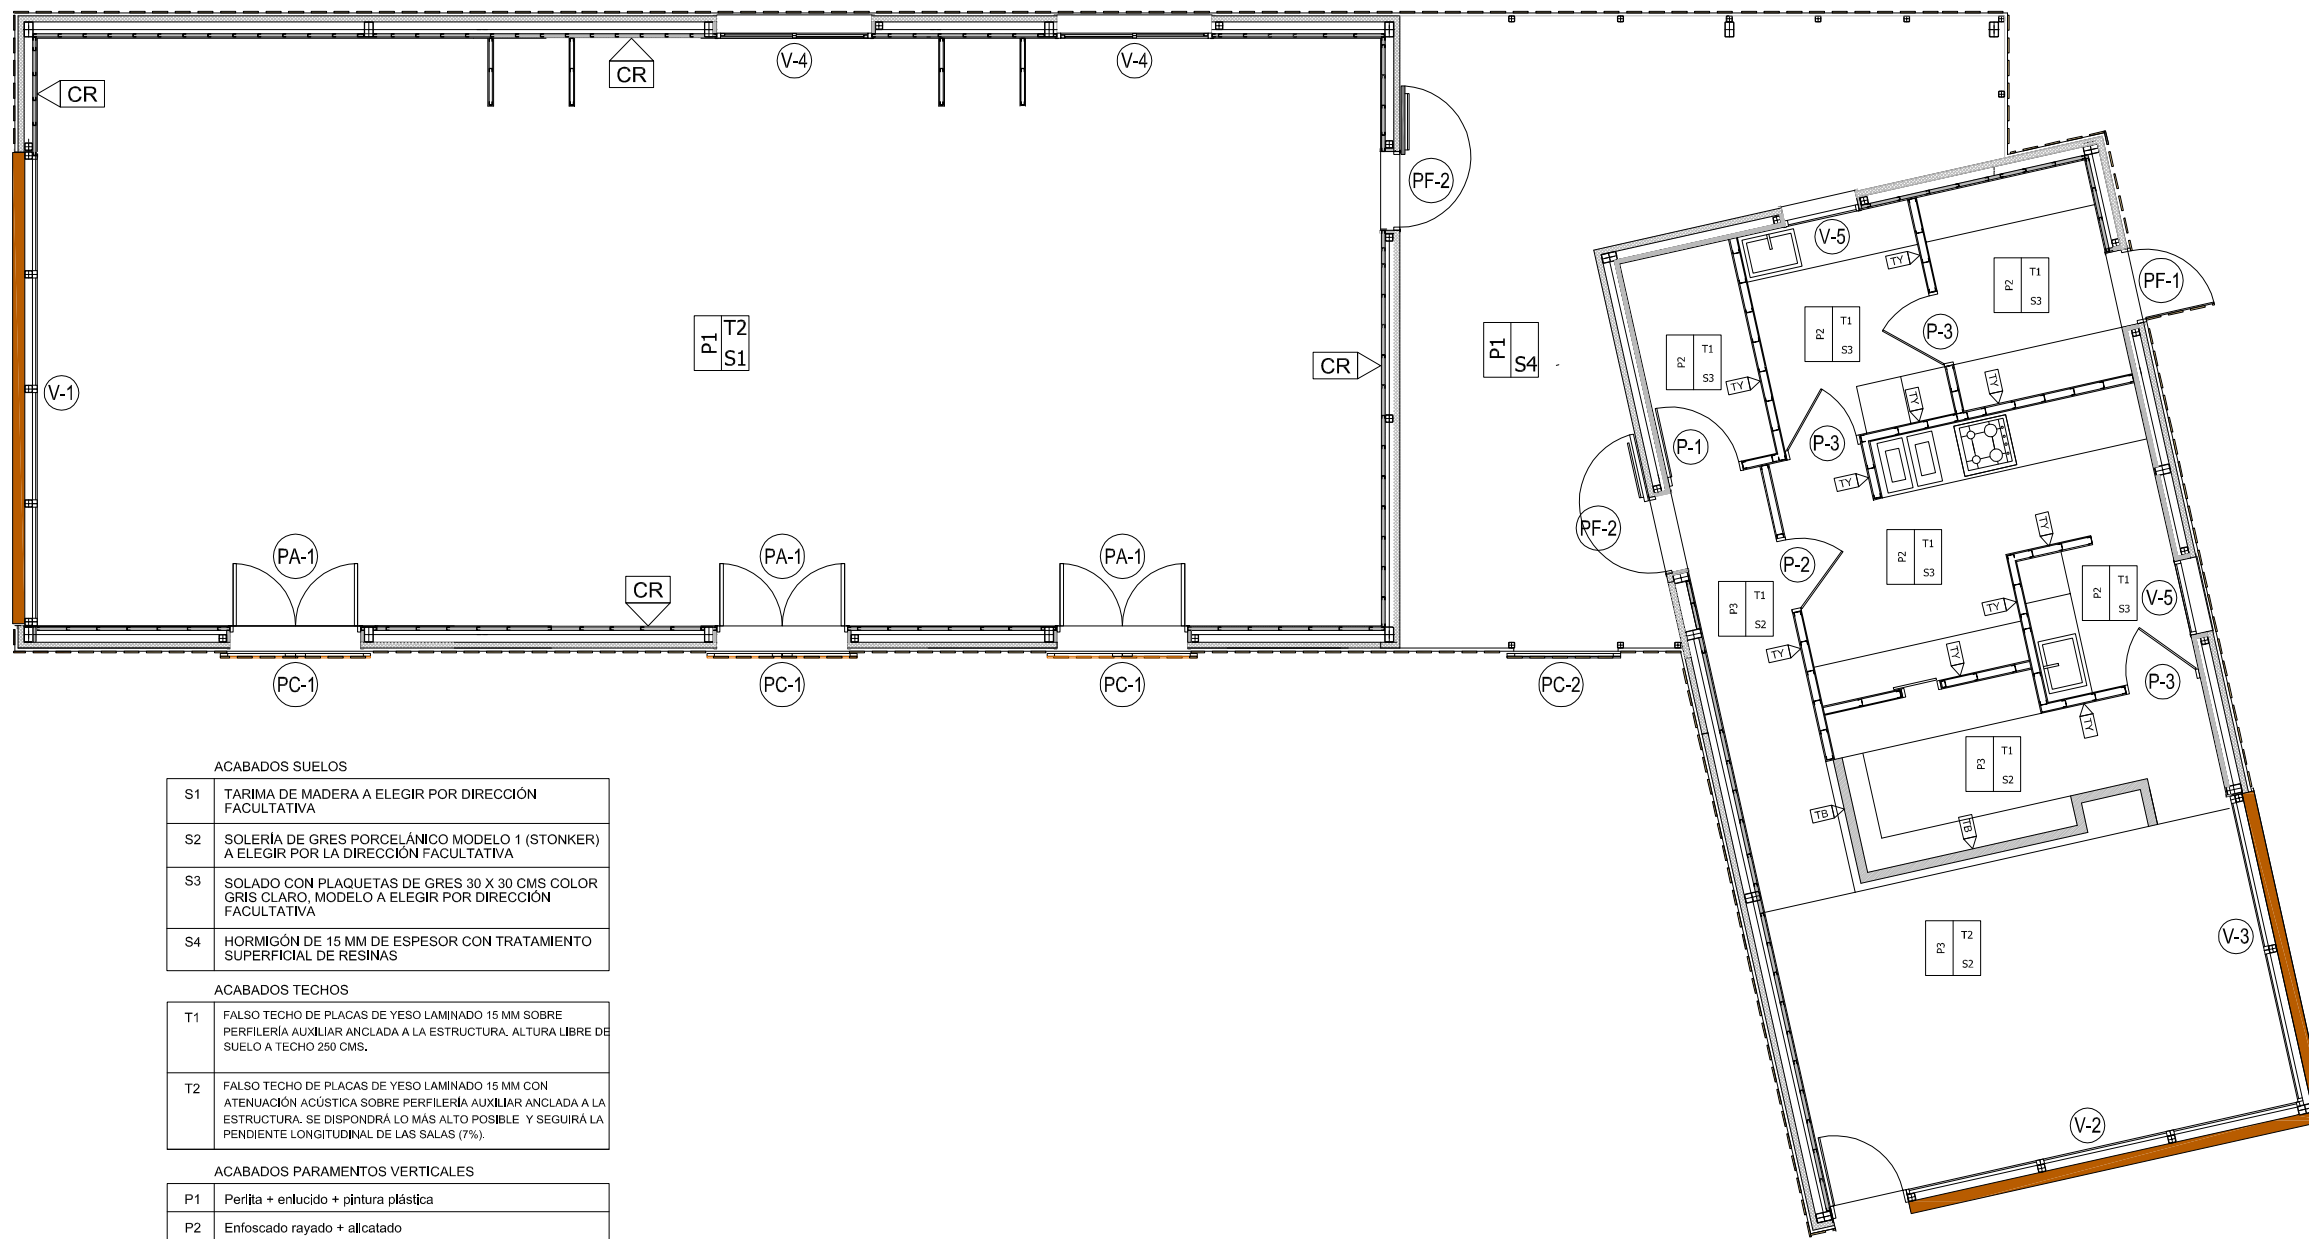 V-4
V-4
CR
CR
PF-2
V-5
TY
P2
T1
S3
PF-1
P1
T2
S1
P1
S4
P2
T1
S3
P2
T1
S3
P-3
CR
V-1
TY
TY
TY
P-1
P-3
TY
PF-2
PA-1
PA-1
PA-1
TY
P-2
P2
T1
S3
CR
P3
T1
S2
TY
P2
T1
S3
V-5
TY
TY
P-3
PC-1
PC-1
PC-1
PC-2
TY
P3
T1
S2
TB
TB
P3
T2
S2
V-3
V-2
ACABADOS SUELOS
S1
TARIMA DE MADERA A ELEGIR POR DIRECCIÓN
FACULTATIVA
S2
SOLERÍA DE GRES PORCELÁNICO MODELO 1 (STONKER)
A ELEGIR POR LA DIRECCIÓN FACULTATIVA
S3
SOLADO CON PLAQUETAS DE GRES 30 X 30 CMS COLOR
GRIS CLARO, MODELO A ELEGIR POR DIRECCIÓN
FACULTATIVA
S4
HORMIGÓN DE 15 MM DE ESPESOR CON TRATAMIENTO
SUPERFICIAL DE RESINAS
ACABADOS TECHOS
T1
FALSO TECHO DE PLACAS DE YESO LAMINADO 15 MM SOBRE
PERFILERÍA AUXILIAR ANCLADA A LA ESTRUCTURA. ALTURA LIBRE DE
SUELO A TECHO 250 CMS.
T2
FALSO TECHO DE PLACAS DE YESO LAMINADO 15 MM CON
ATENUACIÓN ACÚSTICA SOBRE PERFILERÍA AUXILIAR ANCLADA A LA
ESTRUCTURA. SE DISPONDRÁ LO MÁS ALTO POSIBLE Y SEGUIRÁ LA
PENDIENTE LONGITUDINAL DE LAS SALAS (7%).
ACABADOS PARAMENTOS VERTICALES
P1
Perlita + enlucido + pintura plástica
P2
Enfoscado rayado + alicatado